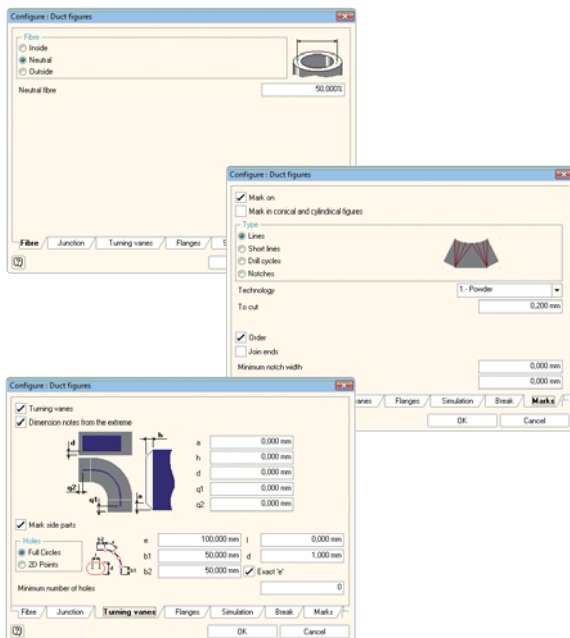 Configure : Duct figures
Fibre
Inside
Neutral
Outside
Neutral fibre 50,000%
Fibre Junction Turning vanes Flanges S
Configure : Duct figures
Mark on
Mark in conical and cylindrical figures
Type
Lines
Short lines
Drill cycles
Notches
Technology 1.- Powder
To cut 0,200 mm
Order
Join ends
Minimum notch width 0,000 mm
0,000 mm
anes Flanges Simulation Break Marks
OK Cancel
Configure : Duct figures
Turning vanes
Dimension notes from the extreme
d h
q2
q1 a
a 0,000 mm
h 0,000 mm
d 0,000 mm
q1 0,000 mm
q2 0,000 mm
Mark side parts
Holes
Full Circles
2D Points
b2
d b1
e 100,000 mm l 0,000 mm
b1 50,000 mm d 1,000 mm
b2 50,000 mm Exact 'e'
Minimum number of holes 0
Fibre Junction Turning vanes Flanges Simulation Break Marks
OK Cancel